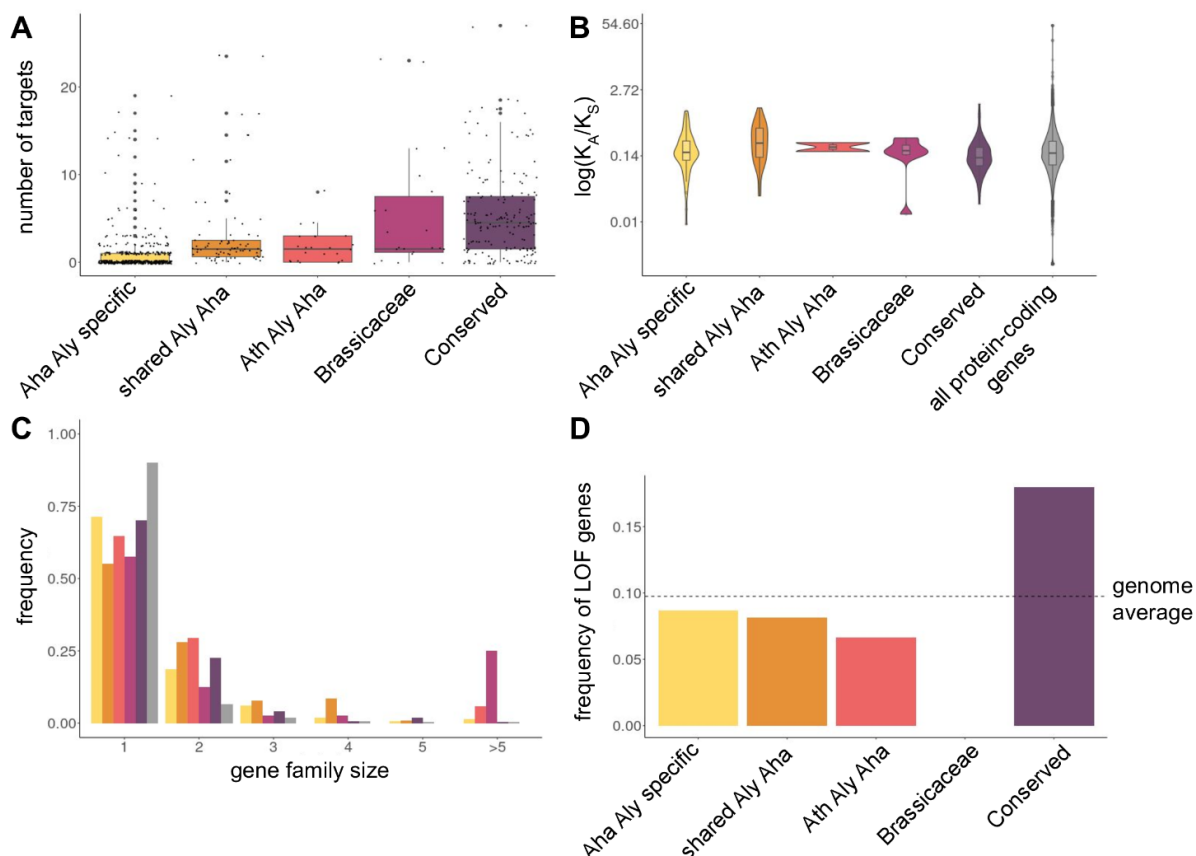 A
number of targets
20
10
0
Aha Aly specific
shared Aly Aha
Ath Aly Aha
Brassicaceae
Conserved
B
log(K_A/K_S)
54.60
2.72
0.14
0.01
Aha Aly specific
shared Aly Aha
Ath Aly Aha
Brassicaceae
Conserved
all protein-coding
genes
C
frequency
1.00
0.75
0.50
0.25
0.00
1
2
3
4
5
>5
gene family size
D
frequency of LOF genes
0.15
0.10
0.05
0.00
genome
average
Aha Aly specific
shared Aly Aha
Ath Aly Aha
Brassicaceae
Conserved